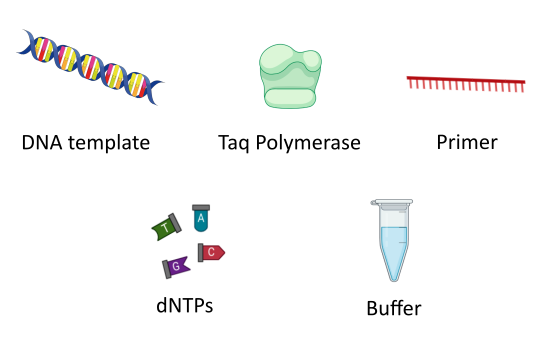 DNA template
Taq Polymerase
Primer
T
A
C
G
dNTPs
Buffer